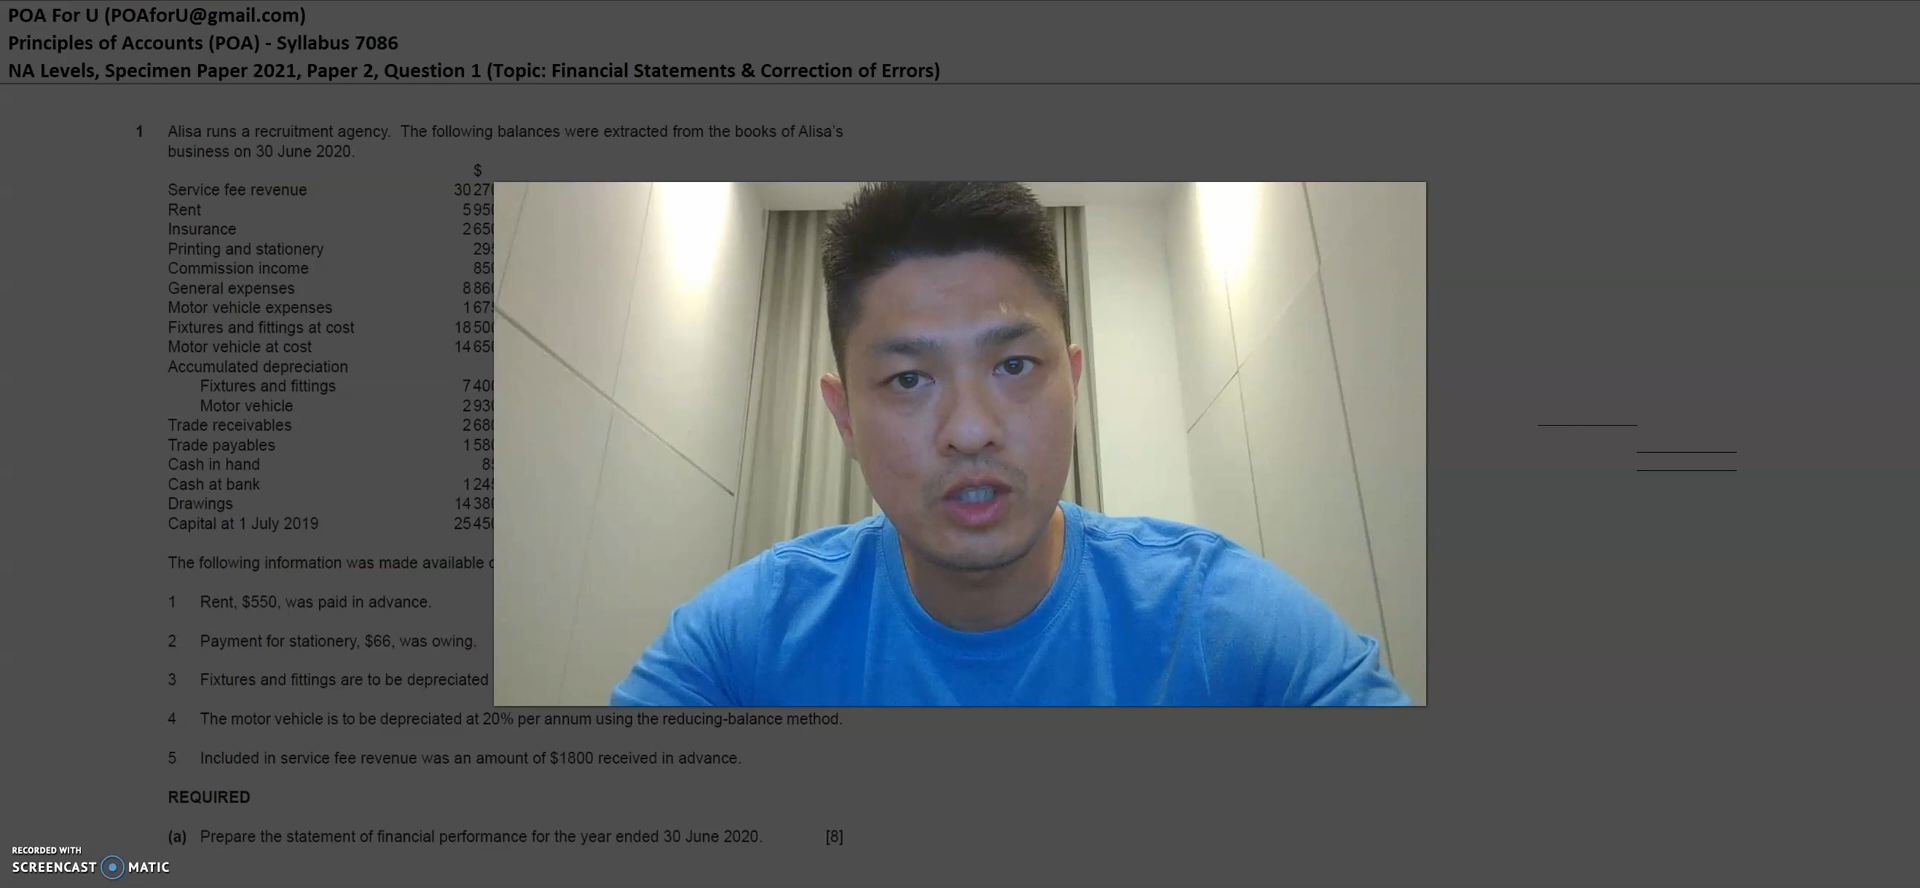 POA For U (POAforU@gmail.com)
Principles of Accounts (POA) - Syllabus 7086
NA Levels, Specimen Paper 2021, Paper 2, Question 1 (Topic: Financial Statements & Correction of Errors)
1 Alisa runs a recruitment agency. The following balances were extracted from the books of Alisa's
business on 30 June 2020.
$
Service fee revenue
Rent
Insurance
Printing and stationery
Commission income
General expenses
Motor vehicle expenses
Fixtures and fittings at cost
Motor vehicle at cost
Accumulated depreciation
Fixtures and fittings
Motor vehicle
Trade receivables
Trade payables
Cash in hand
Cash at bank
Drawings
Capital at 1 July 2019
The following information was made available
1 Rent, $550, was paid in advance.
2 Payment for stationery, $66, was owing.
3 Fixtures and fittings are to be depreciated
4 The motor vehicle is to be depreciated at 20% per annum using the reducing-balance method.
5 Included in service fee revenue was an amount of $1800 received in advance.
REQUIRED
(a) Prepare the statement of financial performance for the year ended 30 June 2020. [8]
RECORDED WITH
SCREENCAST MATIC